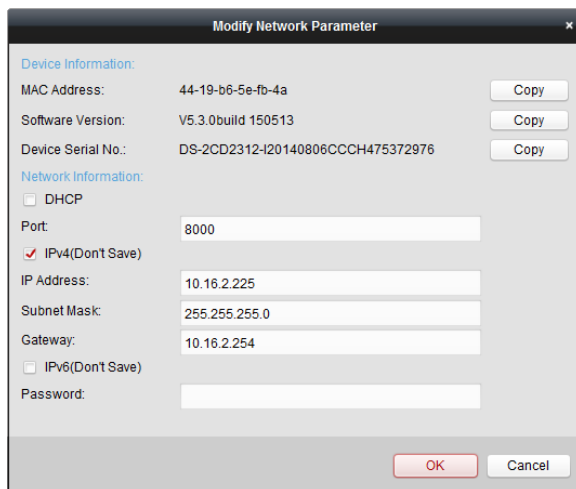 Modify Network Parameter ×
Device Information:
MAC Address: 44-19-b6-5e-fb-4a Copy
Software Version: V5.3.0build 150513 Copy
Device Serial No.: DS-2CD2312-I20140806CCCH475372976 Copy
Network Information:
DHCP
Port: 8000
IPv4(Don't Save)
IP Address: 10.16.2.225
Subnet Mask: 255.255.255.0
Gateway: 10.16.2.254
IPv6(Don't Save)
Password:
OK Cancel